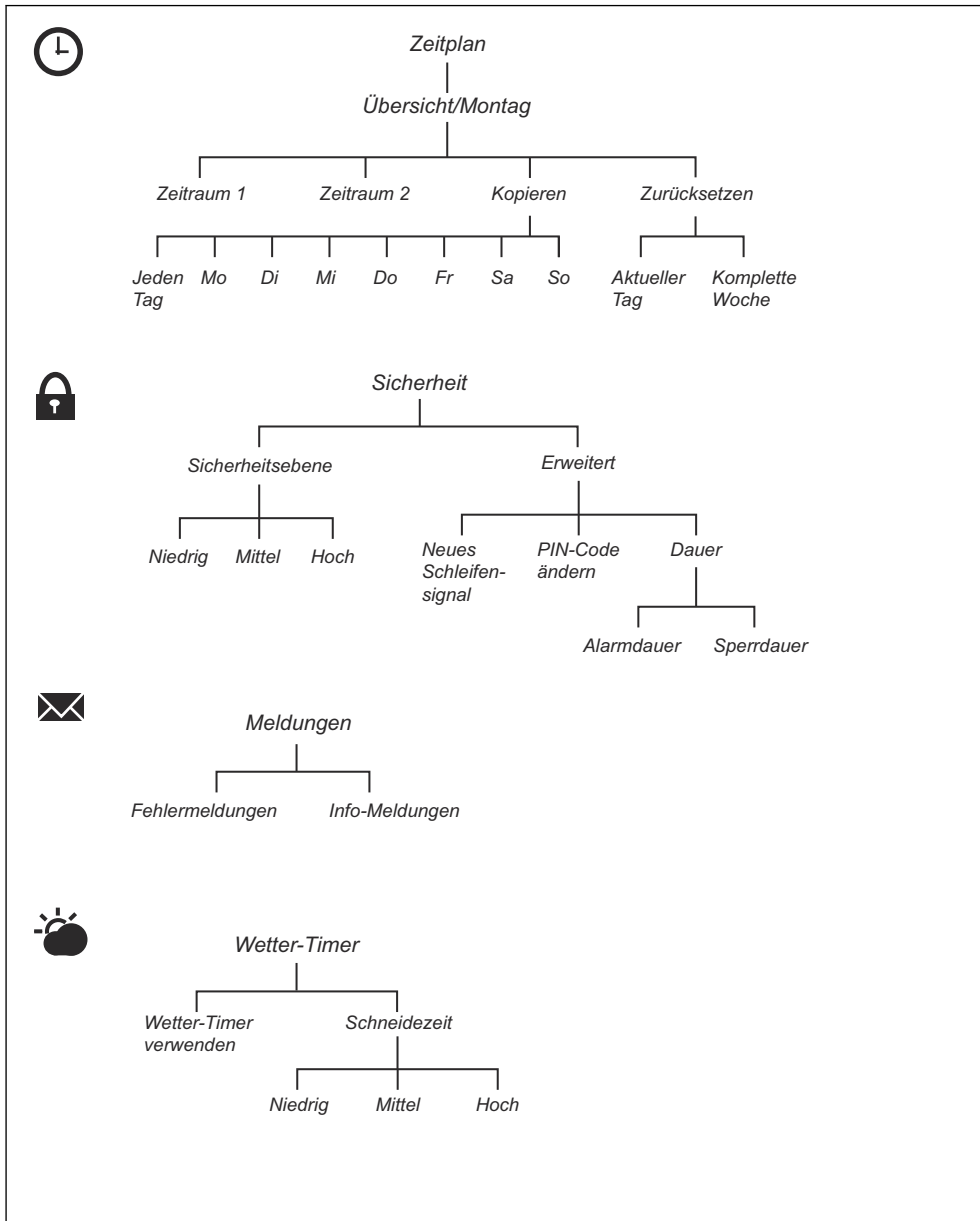 Zeitplan
Übersicht/Montag
Zeitraum 1 Zeitraum 2 Kopieren Zurücksetzen
Jeden Tag Mo Di Mi Do Fr Sa So Aktueller Tag Komplette Woche
Sicherheit
Sicherheitsebene Erweitert
Niedrig Mittel Hoch Neues Schleifen-signal PIN-Code ändern Dauer
Alarmdauer Sperrdauer
Meldungen
Fehlermeldungen Info-Meldungen
Wetter-Timer
Wetter-Timer verwenden Schneidezeit
Niedrig Mittel Hoch